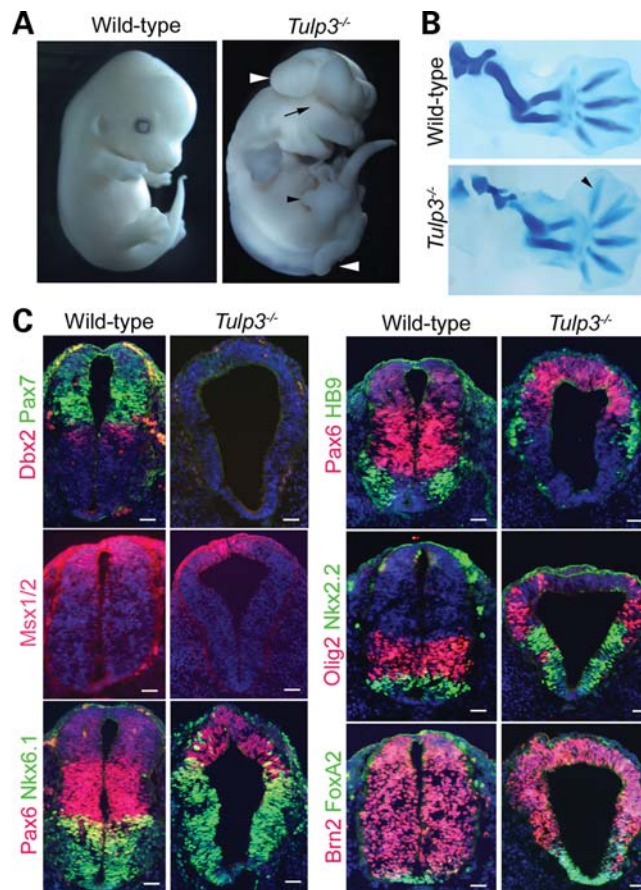 A
Wild-type
Tulp3-/-
B
Wild-type
Tulp3-/-
C
Wild-type
Tulp3-/-
Dbx2 Pax7
Msx1/2
Pax6 Nkx6.1
Wild-type
Tulp3-/-
Pax6 HB9
Olig2 Nkx2.2
Brn2 FoxA2